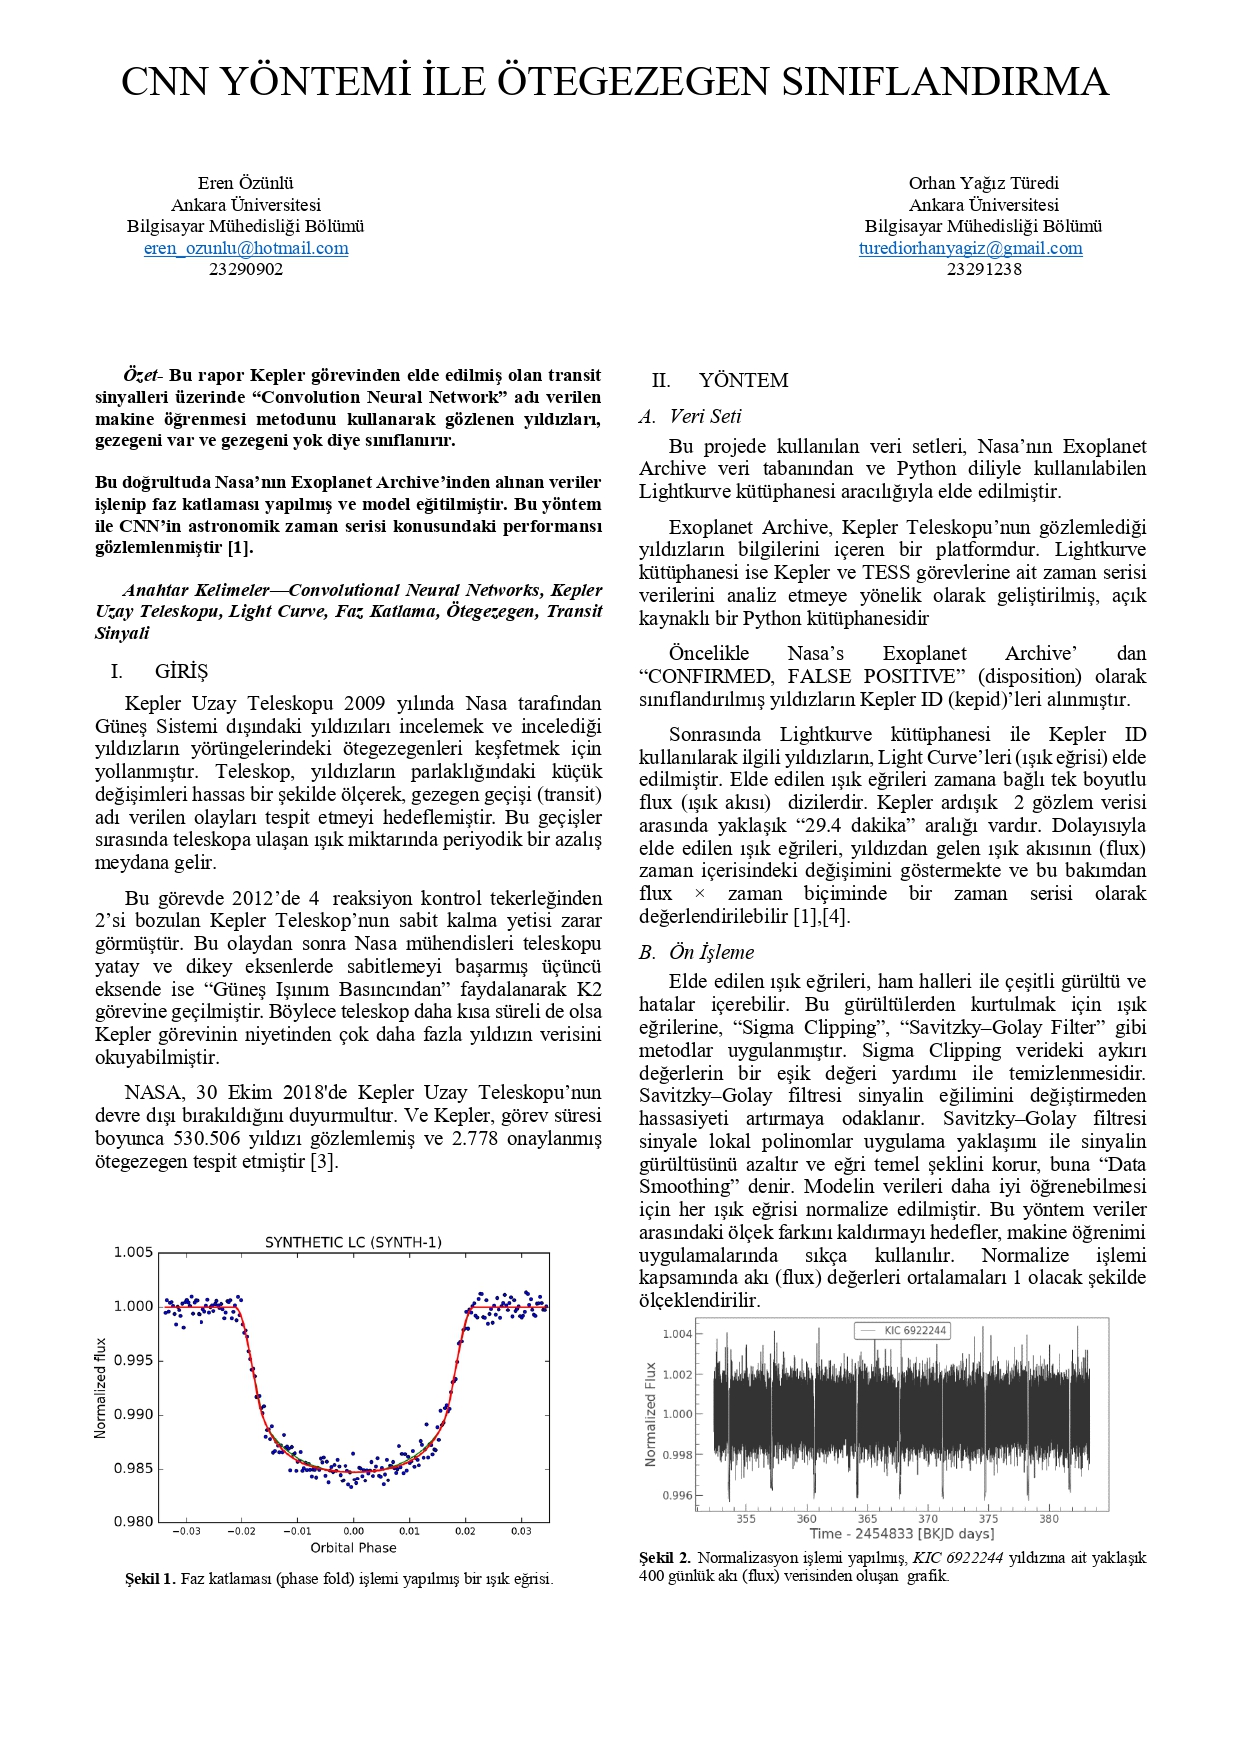 CNN YÖNTEMİ İLE ÖTEGEZEGEN SINIFLANDIRMA
Eren Özünlü
Ankara Üniversitesi
Bilgisayar Mühedisliği Bölümü
eren_ozunlu@hotmail.com
23290902
Orhan Yağız Türedi
Ankara Üniversitesi
Bilgisayar Mühedisliği Bölümü
turediorhanyagiz@gmail.com
23291238
Özet- Bu rapor Kepler görevinden elde edilmiş olan transit
sinyalleri üzerinde “Convolution Neural Network” adı verilen
makine öğrenmesi metodunu kullanarak gözlenen yıldızları,
gezegeni var ve gezegeni yok diye sınıflanırır.
Bu doğrultuda Nasa’nın Exoplanet Archive’inden alınan veriler
işlenip faz katlaması yapılmış ve model eğitilmiştir. Bu yöntem
ile CNN’in astronomik zaman serisi konusundaki performansı
gözlemlenmiştir [1].
Anahtar Kelimeler—Convolutional Neural Networks, Kepler
Uzay Teleskopu, Light Curve, Faz Katlama, Ötegezegen, Transit
Sinyali
I. GİRİŞ
Kepler Uzay Teleskopu 2009 yılında Nasa tarafından
Güneş Sistemi dışındaki yıldızıları incelemek ve incelediği
yıldızların yörüngelerindeki ötegezegenleri keşfetmek için
yollanmıştır. Teleskop, yıldızların parlaklığındaki küçük
değişimleri hassas bir şekilde ölçerek, gezegen geçişi (transit)
adı verilen olayları tespit etmeyi hedeflemiştir. Bu geçişler
sırasında teleskopa ulaşan ışık miktarında periyodik bir azalış
meydana gelir.
Bu görevde 2012’de 4 reaksiyon kontrol tekerleğinden
2’si bozulan Kepler Teleskop’nun sabit kalma yetisi zarar
görmüştür. Bu olaydan sonra Nasa mühendisleri teleskopu
yatay ve dikey eksenlerde sabitlemeyi başarmış üçüncü
eksende ise “Güneş Işınım Basıncından” faydalanarak K2
görevine geçilmiştir. Böylece teleskop daha kısa süreli de olsa
Kepler görevinin niyetinden çok daha fazla yıldızın verisini
okuyabilmiştir.
NASA, 30 Ekim 2018'de Kepler Uzay Teleskopu’nun
devre dışı bırakıldığını duyurmultur. Ve Kepler, görev süresi
boyunca 530.506 yıldızı gözlemlemiş ve 2.778 onaylanmış
ötegezegen tespit etmiştir [3].
SYNTHETIC LC (SYNTH-1)
1.005
1.000
0.995
0.990
0.985
0.980
Normalized flux
−0.03 −0.02 −0.01 0.00 0.01 0.02 0.03
Orbital Phase
Şekil 1. Faz katlaması (phase fold) işlemi yapılmış bir ışık eğrisi.
II. YÖNTEM
A. Veri Seti
Bu projede kullanılan veri setleri, Nasa’nın Exoplanet
Archive veri tabanından ve Python diliyle kullanılabilen
Lightkurve kütüphanesi aracılığıyla elde edilmiştir.
Exoplanet Archive, Kepler Teleskopu’nun gözlemlediği
yıldızların bilgilerini içeren bir platformdur. Lightkurve
kütüphanesi ise Kepler ve TESS görevlerine ait zaman serisi
verilerini analiz etmeye yönelik olarak geliştirilmiş, açık
kaynaklı bir Python kütüphanesidir
Öncelikle Nasa’s Exoplanet Archive’ dan
“CONFIRMED, FALSE POSITIVE” (disposition) olarak
sınıflandırılmış yıldızların Kepler ID (kepid)’leri alınmıştır.
Sonrasında Lightkurve kütüphanesi ile Kepler ID
kullanılarak ilgili yıldızların, Light Curve’leri (ışık eğrisi) elde
edilmiştir. Elde edilen ışık eğrileri zamana bağlı tek boyutlu
flux (ışık akısı) dizilerdir. Kepler ardışık 2 gözlem verisi
arasında yaklaşık “29.4 dakika” aralığı vardır. Dolayısıyla
elde edilen ışık eğrileri, yıldızdan gelen ışık akısının (flux)
zaman içerisindeki değişimini göstermekte ve bu bakımdan
flux × zaman biçiminde bir zaman serisi olarak
değerlendirilebilir [1],[4].
B. Ön İşleme
Elde edilen ışık eğrileri, ham halleri ile çeşitli gürültü ve
hatalar içerebilir. Bu gürültülerden kurtulmak için ışık
eğrilerine, “Sigma Clipping”, “Savitzky–Golay Filter” gibi
metodlar uygulanmıştır. Sigma Clipping verideki aykırı
değerlerin bir eşik değeri yardımı ile temizlenmesidir.
Savitzky–Golay filtresi sinyalin eğilimini değiştirmeden
hassasiyeti artırmaya odaklanır. Savitzky–Golay filtresi
sinyale lokal polinomlar uygulama yaklaşımı ile sinyalin
gürültüsünü azaltır ve eğri temel şeklini korur, buna “Data
Smoothing” denir. Modelin verileri daha iyi öğrenebilmesi
için her ışık eğrisi normalize edilmiştir. Bu yöntem veriler
arasındaki ölçek farkını kaldırmayı hedefler, makine öğrenimi
uygulamalarında sıkça kullanılır. Normalize işlemi
kapsamında akı (flux) değerleri ortalamaları 1 olacak şekilde
ölçeklendirilir.
KIC 6922244
1.004
1.002
1.000
0.998
0.996
Normalized Flux
355 360 365 370 375 380
Time - 2454833 [BKJD days]
Şekil 2. Normalizasyon işlemi yapılmış, KIC 6922244 yıldızına ait yaklaşık
400 günlük akı (flux) verisinden oluşan grafik.